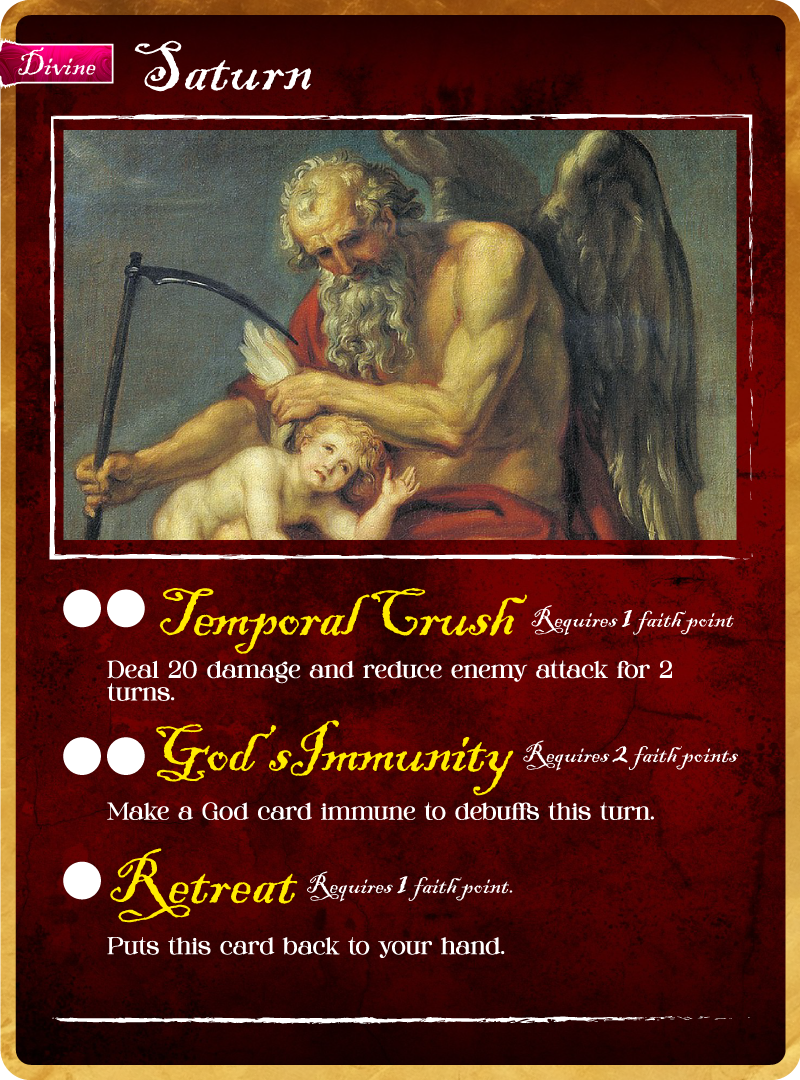 Divine
Saturn
Temporal Crush Requires 1 faith point
Deal 20 damage and reduce enemy attack for 2
turns.
God's Immunity Requires 2 faith points
Make a God card immune to debuffs this turn.
Retreat Requires 1 faith point.
Puts this card back to your hand.